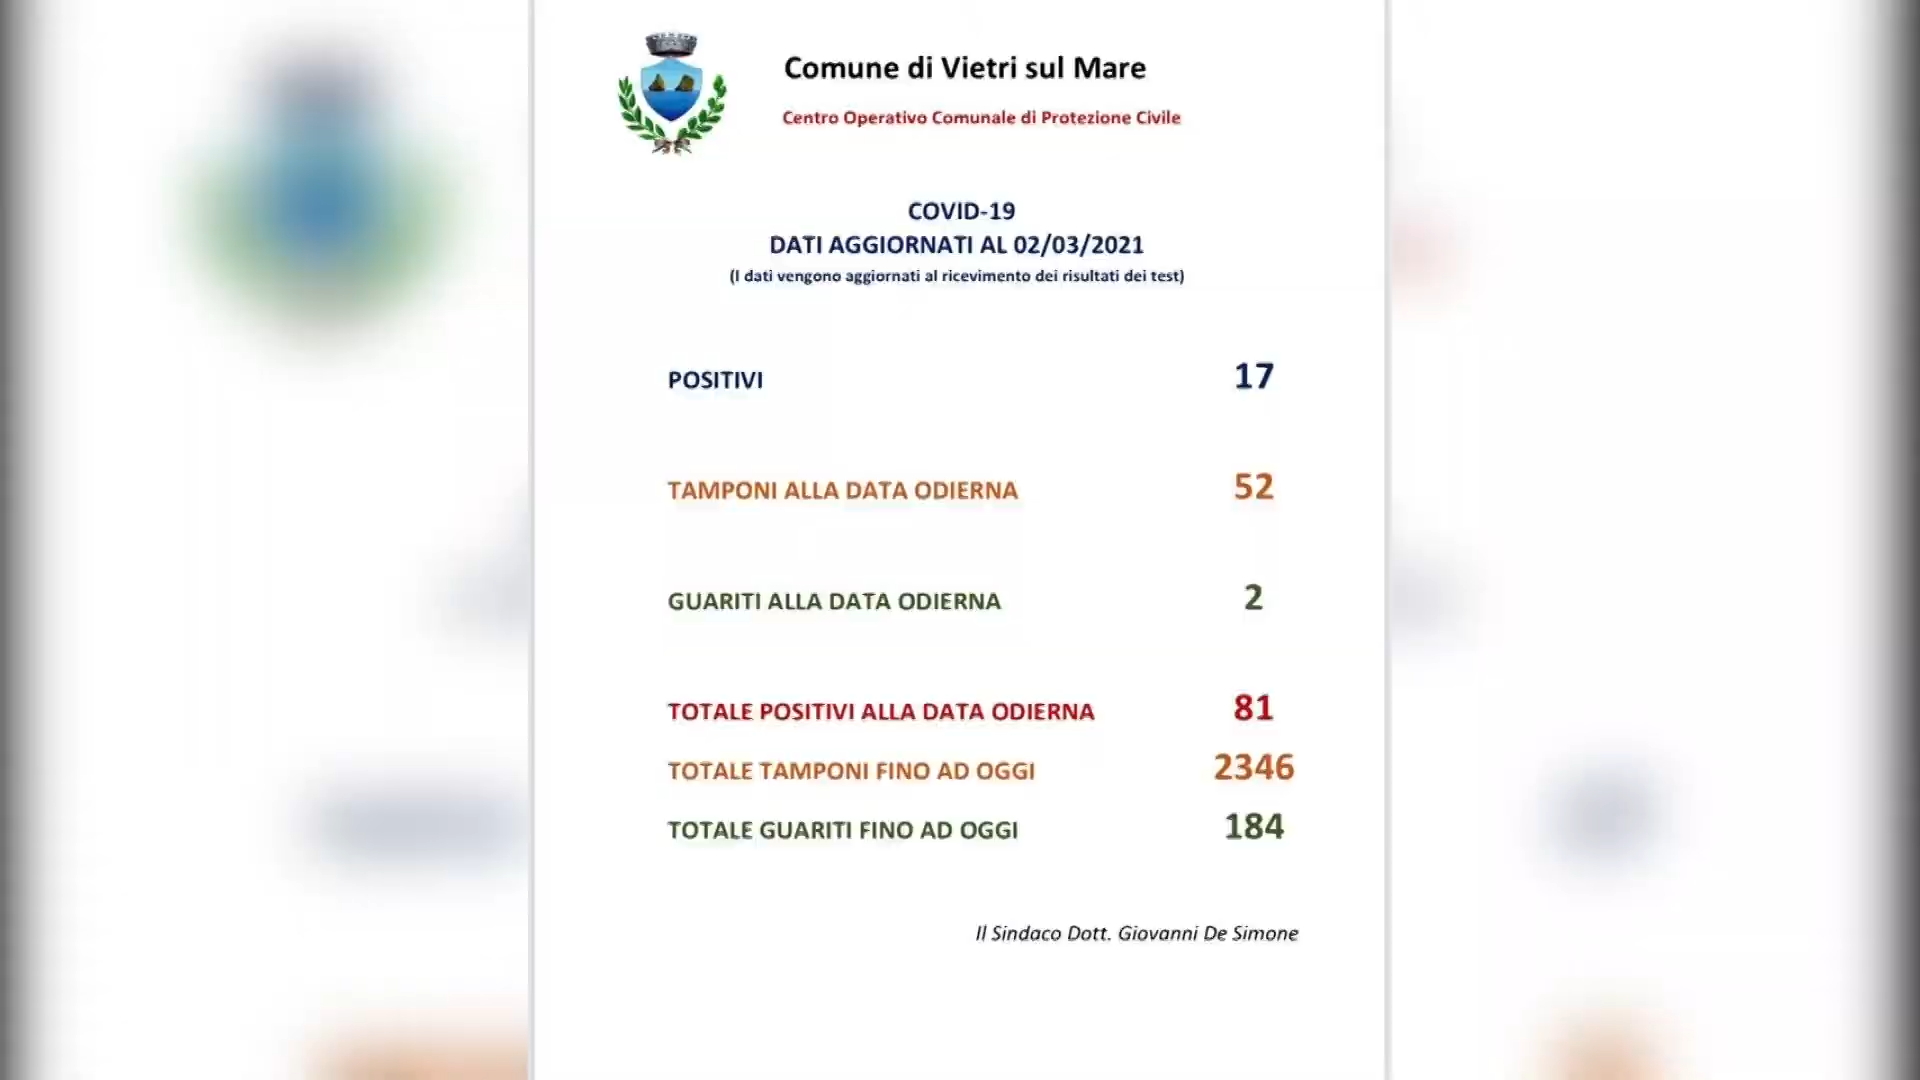 Comune di Vietri sul Mare
Centro Operativo Comunale di Protezione Civile
COVID-19
DATI AGGIORNATI AL 02/03/2021
(I dati vengono aggiornati al ricevimento dei risultati dei test)
POSITIVI 17
TAMPONI ALLA DATA ODIERNA 52
GUARITI ALLA DATA ODIERNA 2
TOTALE POSITIVI ALLA DATA ODIERNA 81
TOTALE TAMPONI FINO AD OGGI 2346
TOTALE GUARITI FINO AD OGGI 184
Il Sindaco Dott. Giovanni De Simone